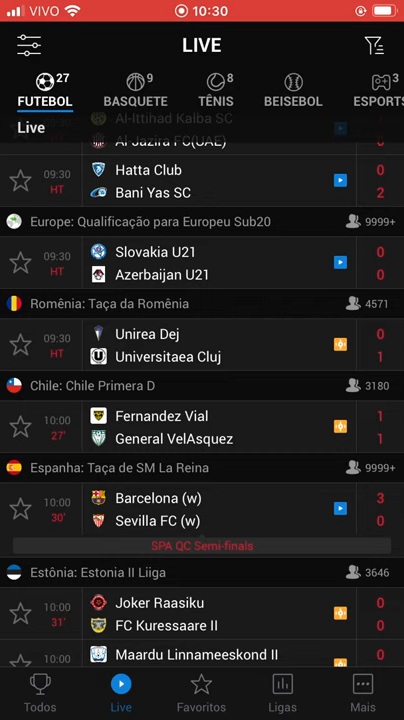 VIVO 10:30
LIVE
27 9 8 3
FUTEBOL BASQUETE TÊNIS BEISEBOL ESPORTS
Al-Ittihad Kalba SC
Live
Al-Jazira FC(UAE) 0
09:30 Hatta Club 0
HT Bani Yas SC 2
Europe: Qualificação para Europeu Sub20 9999+
09:30 Slovakia U21 0
HT Azerbaijan U21 0
Romênia: Taça da Romênia 4571
09:30 Unirea Dej 0
HT Universitaea Cluj 1
Chile: Chile Primera D 3180
10:00 Fernandez Vial 1
27' General VelAsquez 1
Espanha: Taça de SM La Reina 9999+
10:00 Barcelona (w) 3
30' Sevilla FC (w) 0
SPA QC Semi-finals
Estônia: Estonia II Liiga 3646
10:00 Joker Raasiku 0
31' FC Kuressaare II 0
10:00 Maardu Linnameeskond II 0
Todos Live Favoritos Ligas Mais